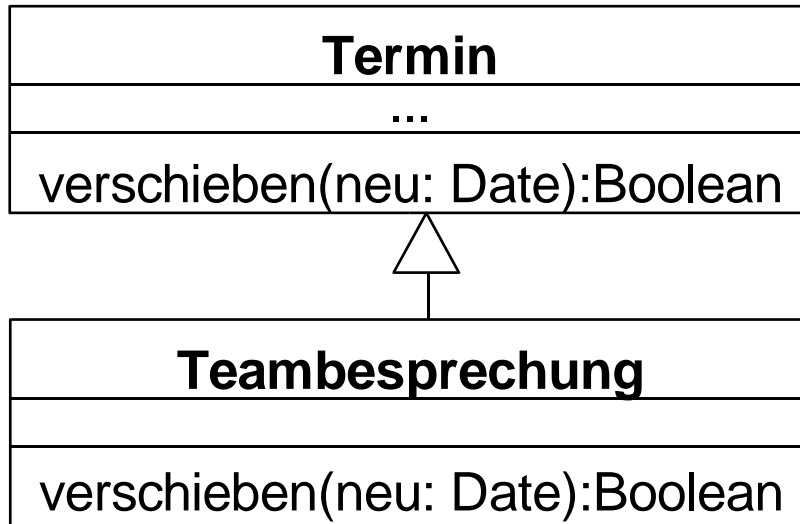 Termin
...
verschieben(neu: Date):Boolean
Teambesprechung
verschieben(neu: Date):Boolean